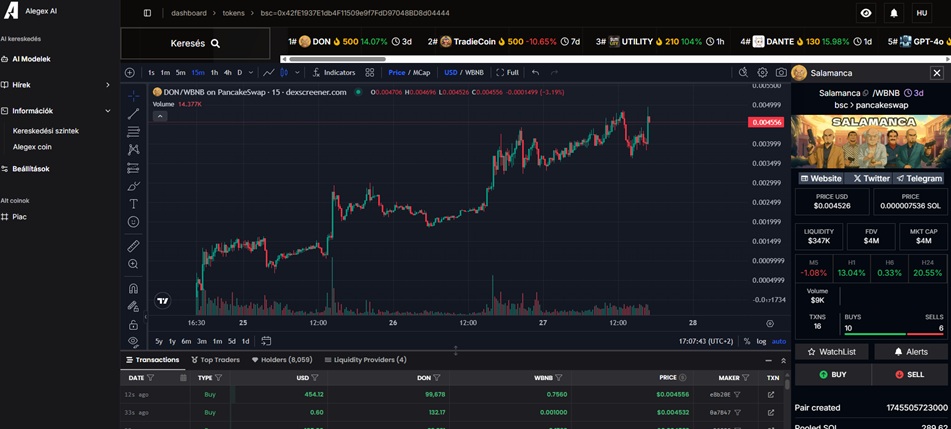 Alegex AI
dashboard > tokens > bsc=0x42fE1937E1db4F11509e9f7FdD97048BD8d04444
HU
AI kereskedés
AI Modelek
Hírek
Információk
Kereskedési szintek
Alegex coin
Beállítások
Alt coinok
Piac
Keresés
1# DON 500 14.07% 3d
2# TradieCoin 500 -10.65% 7d
3# UTILITY 210 104% 1h
4# DANTE 130 15.98% 1d
5# GPT-4o
1s 1m 5m 15m 1h 4h D Indicators Price / MCap USD / WBNB Full
DON/WBNB on PancakeSwap · 15 · dexscreener.com O0.004706 H0.004696 L0.004526 C0.004556 -0.0001499 (-3.19%)
Volume 14.377K
0.005500
0.004999
0.004556
0.003999
0.003499
0.002999
0.002499
0.001999
0.001499
0.0009999
0.0004999
16:30 25 12:00 26 12:00 27 12:00 28
5y 1y 6m 3m 1m 5d 1d
17:07:43 (UTC+2) % log auto
Transactions Top Traders Holders (8,059) Liquidity Providers (4)
DATE TYPE USD DON WBNB PRICE MAKER TXN
12s ago Buy 454.12 99,678 0.7560 $0.004556 e8b20E
33s ago Buy 0.60 132.17 0.001000 $0.004532 0a7847
Salamanca
Salamanca /WBNB 3d
bsc > pancakeswap
SALAMANCA
Website Twitter Telegram
PRICE USD
$0.004526
PRICE
0.000007536 SOL
LIQUIDITY
$347K
FDV
$4M
MKT CAP
$4M
M5
-1.08%
H1
13.04%
H6
0.33%
H24
20.55%
Volume
$9K
TXNS
16
BUYS
10
SELLS
6
WatchList
Alerts
BUY
SELL
Pair created 1745505723000
Pooled SOL 289.62